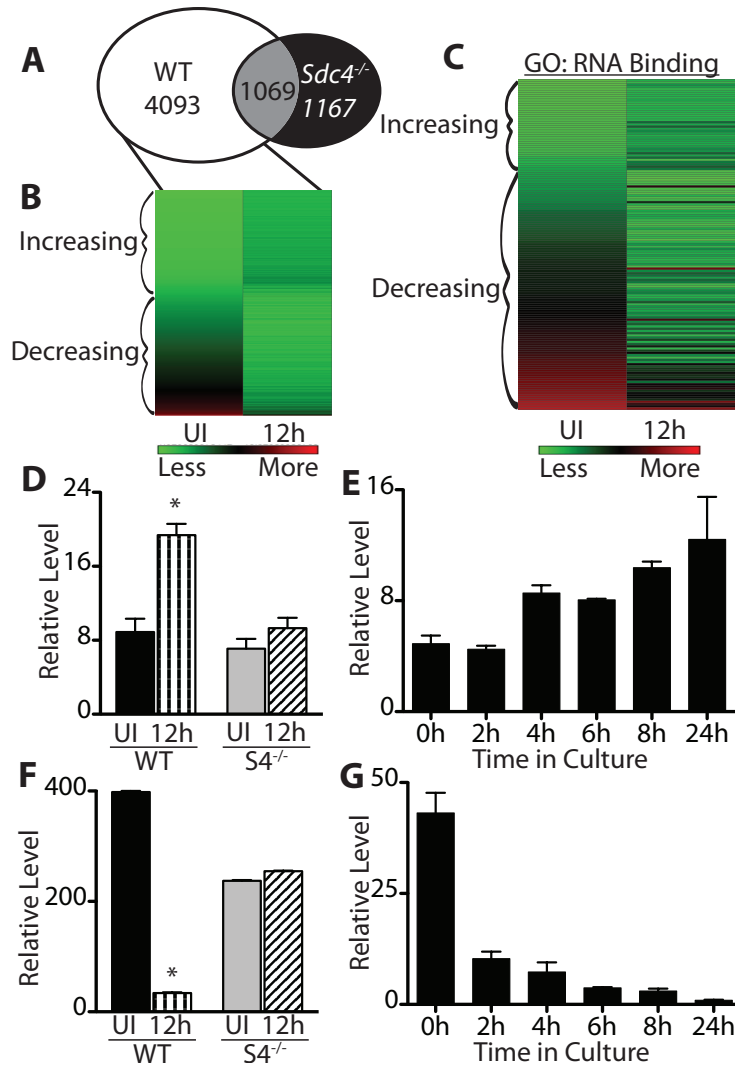 A
WT
4093
1069
Sdc4-/-
1167
C
GO: RNA Binding
Increasing
Decreasing
UI 12h
Less More
B
Increasing
Decreasing
UI 12h
Less More
D
Relative Level
24
16
8
0
*
UI 12h UI 12h
WT S4-/-
E
Relative Level
16
8
0
0h 2h 4h 6h 8h 24h
Time in Culture
F
Relative Level
400
200
0
*
UI 12h UI 12h
WT S4-/-
G
Relative Level
50
25
0
0h 2h 4h 6h 8h 24h
Time in Culture